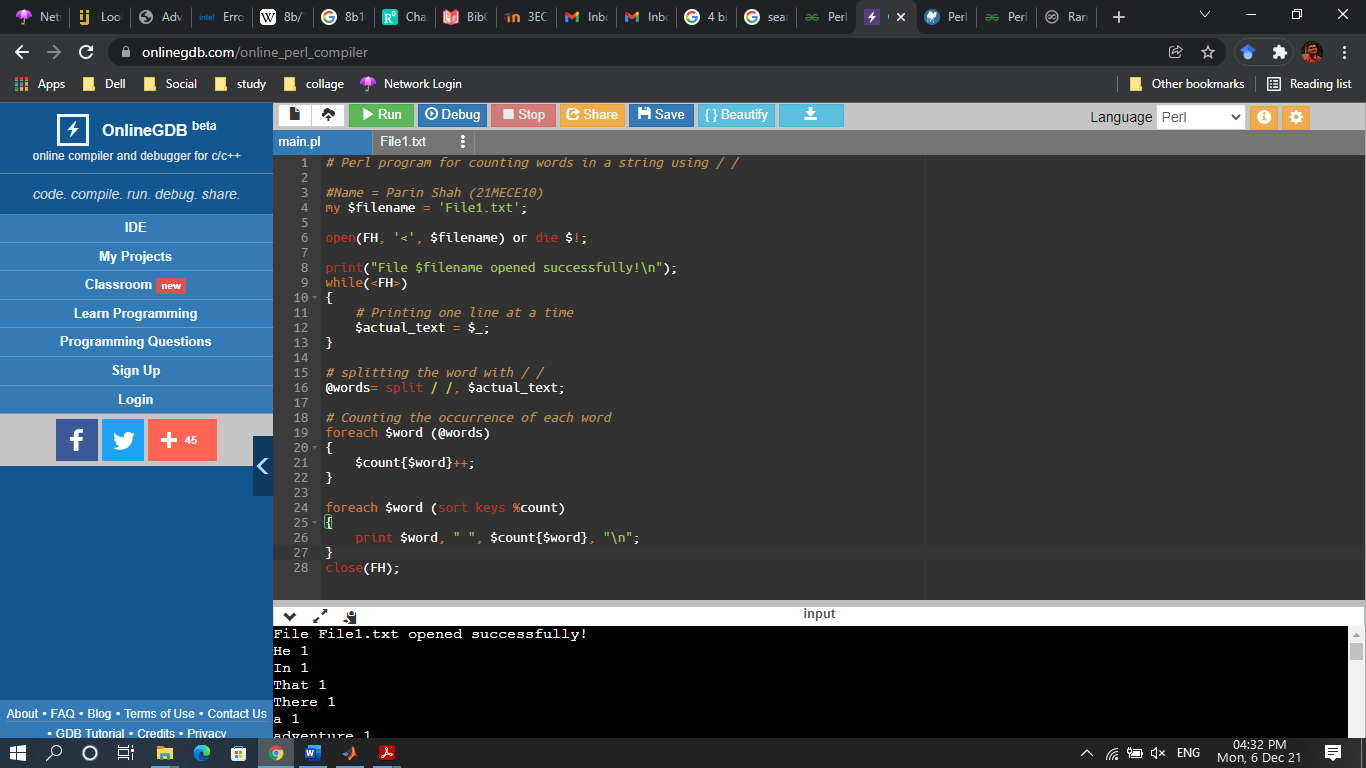 Net
Loo
Adv
intel Erro
W 8b/
G 8b1
R Cha
Bib
3EC
Inb
Inb
G 4 bi
G sea
Perl
Perl
Perl
Ran
onlinegdb.com/online_perl_compiler
Apps
Dell
Social
study
collage
Network Login
Other bookmarks
Reading list
OnlineGDB beta
online compiler and debugger for c/c++
code. compile. run. debug. share.
IDE
My Projects
Classroom new
Learn Programming
Programming Questions
Sign Up
Login
f
+ 45
About • FAQ • Blog • Terms of Use • Contact Us
• GDB Tutorial • Credits • Privacy
Run
Debug
Stop
Share
Save
{ } Beautify
Language Perl
main.pl
File1.txt
1 # Perl program for counting words in a string using / /
2
3 #Name = Parin Shah (21MECE10)
4 my $filename = 'File1.txt';
5
6 open(FH, '<', $filename) or die $!;
7
8 print("File $filename opened successfully!\n");
9 while(<FH>)
10 {
11     # Printing one line at a time
12     $actual_text = $_;
13 }
14
15 # splitting the word with / /
16 @words= split / /, $actual_text;
17
18 # Counting the occurrence of each word
19 foreach $word (@words)
20 {
21     $count{$word}++;
22 }
23
24 foreach $word (sort keys %count)
25 {
26     print $word, " ", $count{$word}, "\n";
27 }
28 close(FH);
input
File File1.txt opened successfully!
He 1
In 1
That 1
There 1
a 1
adventure 1
ENG
04:32 PM
Mon, 6 Dec 21